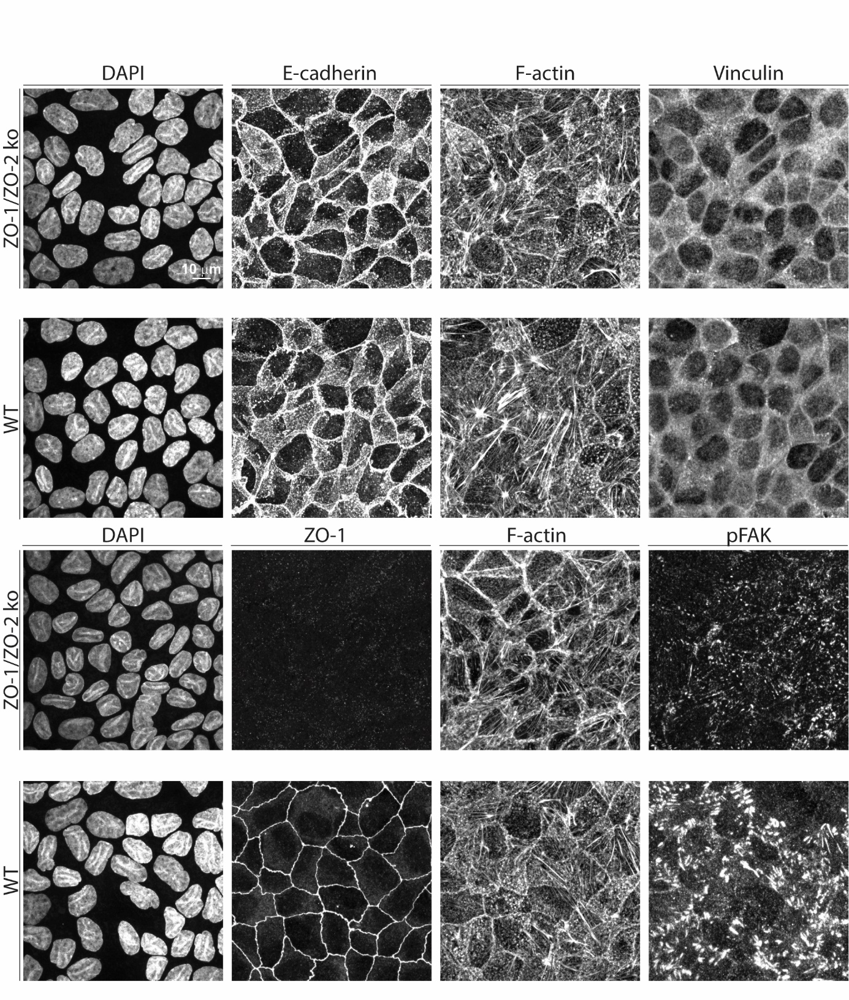 DAPI E-cadherin F-actin Vinculin
ZO-1/ZO-2 ko
10 μm
WT
DAPI ZO-1 F-actin pFAK
ZO-1/ZO-2 ko
WT